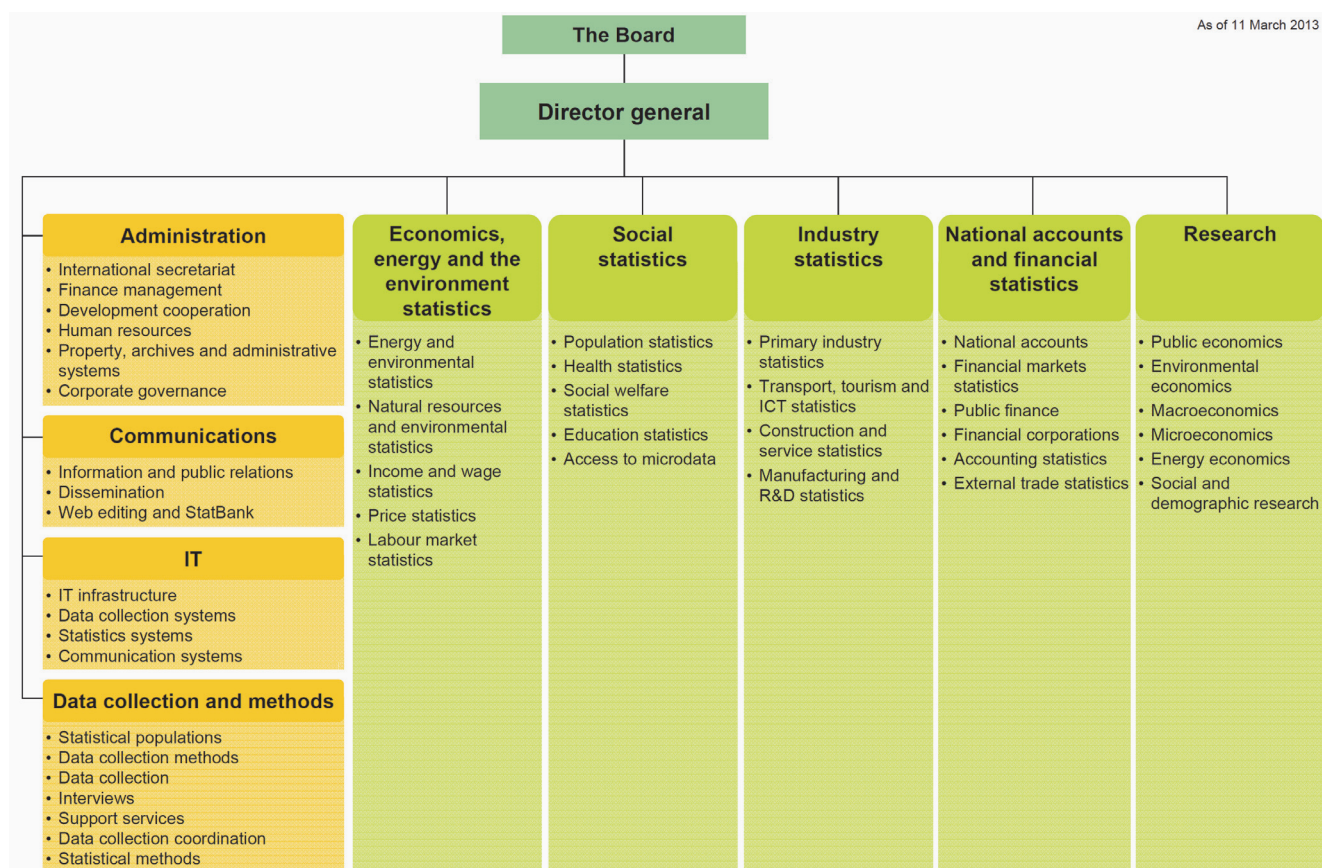 As of 11 March 2013
The Board
Director general
Administration
• International secretariat
• Finance management
• Development cooperation
• Human resources
• Property, archives and administrative
systems
• Corporate governance
Communications
• Information and public relations
• Dissemination
• Web editing and StatBank
IT
• IT infrastructure
• Data collection systems
• Statistics systems
• Communication systems
Data collection and methods
• Statistical populations
• Data collection methods
• Data collection
• Interviews
• Support services
• Data collection coordination
• Statistical methods
Economics,
energy and the
environment
statistics
• Energy and
environmental
statistics
• Natural resources
and environmental
statistics
• Income and wage
statistics
• Price statistics
• Labour market
statistics
Social
statistics
• Population statistics
• Health statistics
• Social welfare
statistics
• Education statistics
• Access to microdata
Industry
statistics
• Primary industry
statistics
• Transport, tourism and
ICT statistics
• Construction and
service statistics
• Manufacturing and
R&D statistics
National accounts
and financial
statistics
• National accounts
• Financial markets
statistics
• Public finance
• Financial corporations
• Accounting statistics
• External trade statistics
Research
• Public economics
• Environmental
economics
• Macroeconomics
• Microeconomics
• Energy economics
• Social and
demographic research